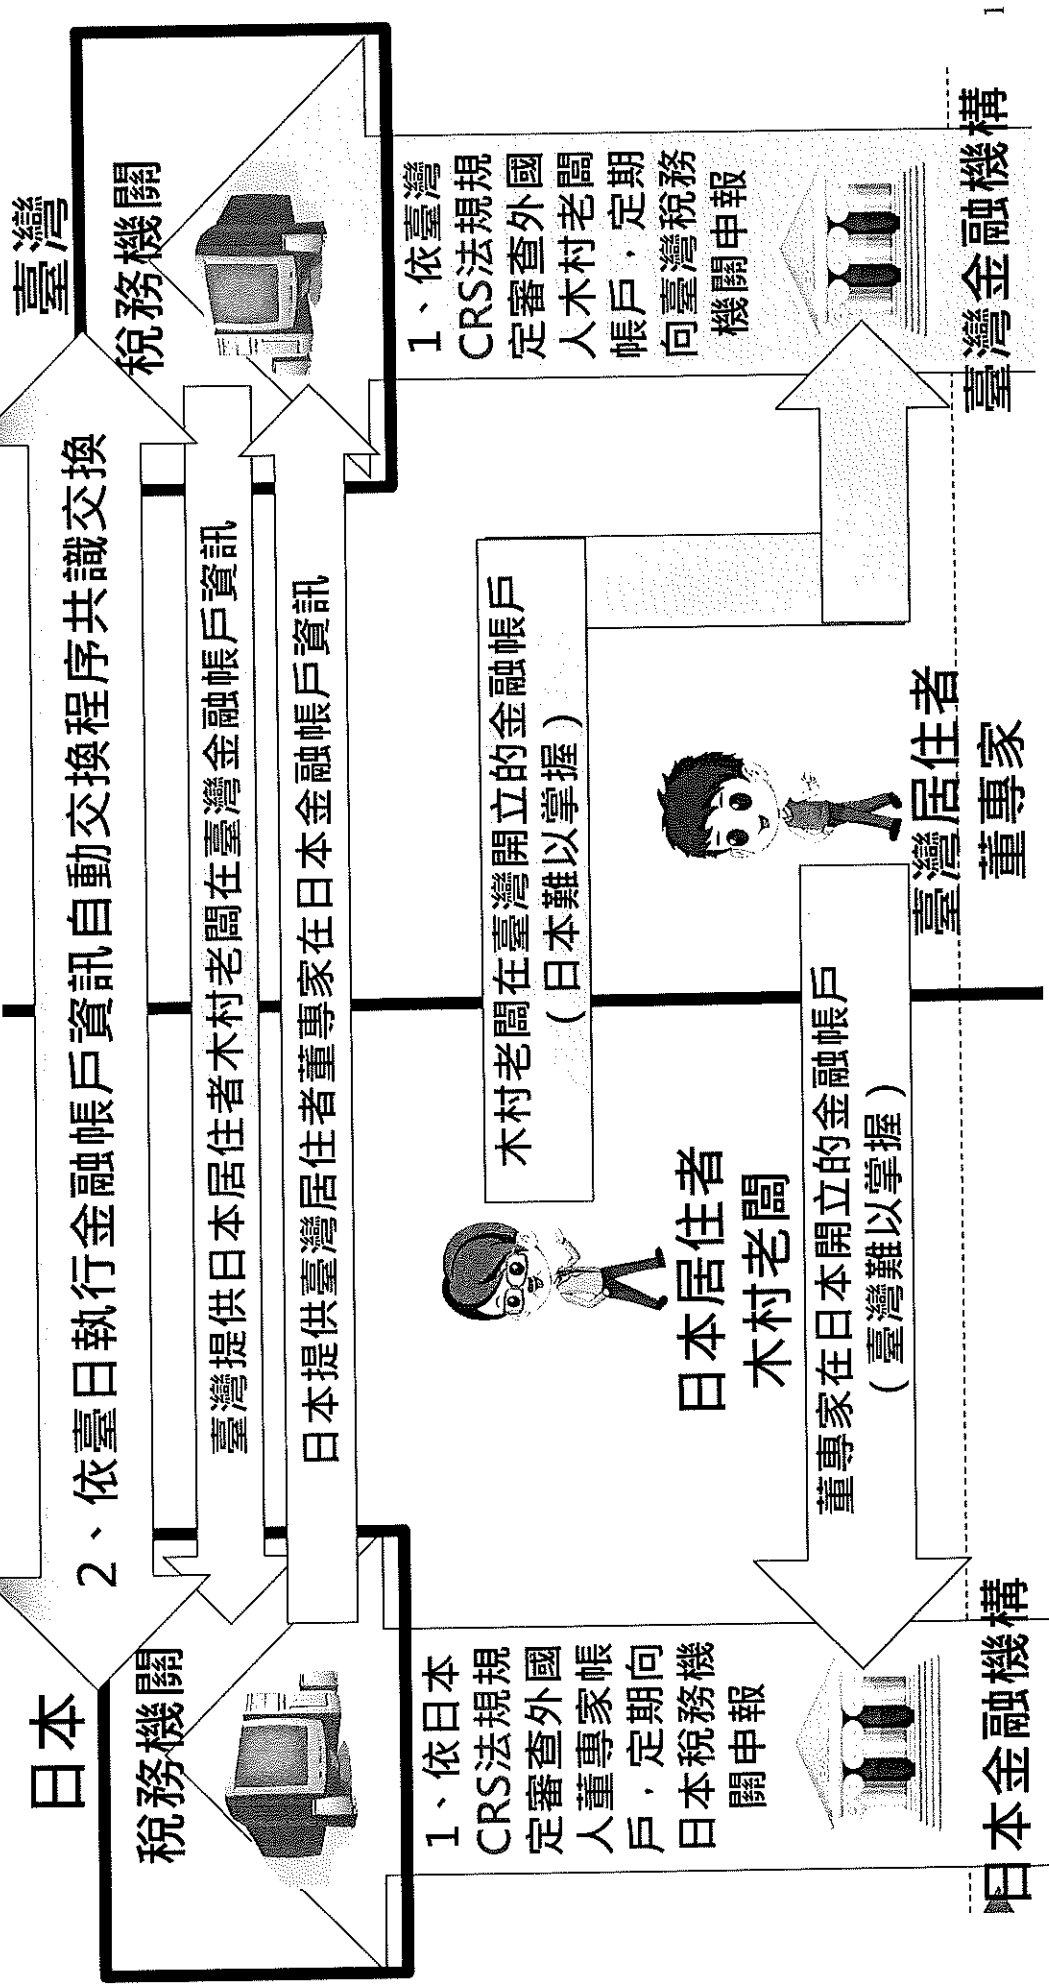 日本
臺灣
稅務機關
稅務機關
2、依臺日執行金融帳戶資訊自動交換程序共識交換
臺灣提供日本居住者木村老闆在臺灣金融帳戶資訊
日本提供臺灣居住者董專家在日本金融帳戶資訊
1、依日本
CRS法規規
定審查外國
人董專家帳
戶，定期向
日本稅務機
關申報
木村老闆在臺灣開立的金融帳戶
（日本難以掌握）
1、依臺灣
CRS法規規
定審查外國
人木村老闆
帳戶，定期
向臺灣稅務
機關申報
日本居住者
木村老闆
董專家在日本開立的金融帳戶
（臺灣難以掌握）
臺灣居住者
董專家
日本金融機構
臺灣金融機構
1